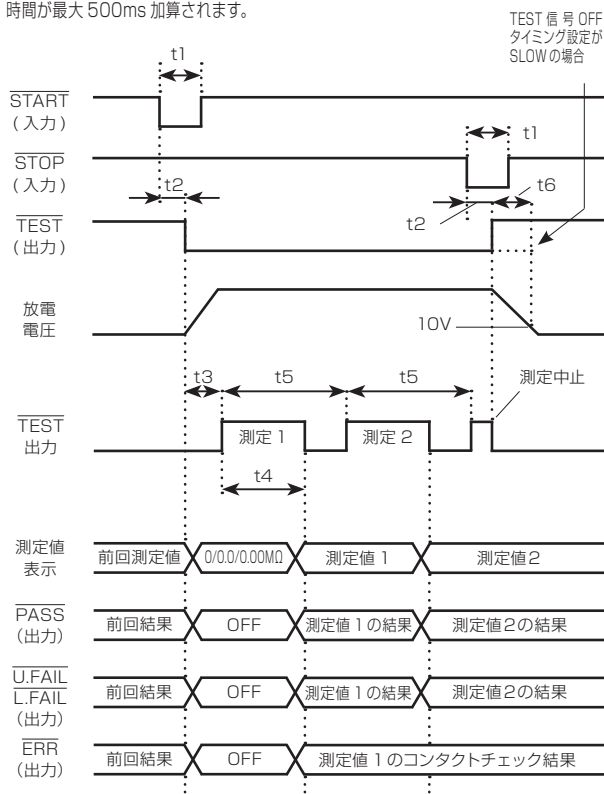 時間が最大 500ms 加算されます。
TEST 信 号 OFF
タイミング設定が
SLOW の場合
t1
START
( 入力 )
t1
STOP
( 入力 )
t2
t6
TEST
( 出力 )
t2
放電
電圧
10V
t3
t5
t5
測定中止
TEST
出力
測定 1
測定 2
t4
測定値
表示
前回測定値
0/0.0/0.00MΩ
測定値 1
測定値2
PASS
(出力)
前回結果
OFF
測定値 1 の結果
測定値2の結果
U.FAIL
L.FAIL
(出力)
前回結果
OFF
測定値 1 の結果
測定値2の結果
ERR
(出力)
前回結果
OFF
測定値 1 のコンタクトチェック結果